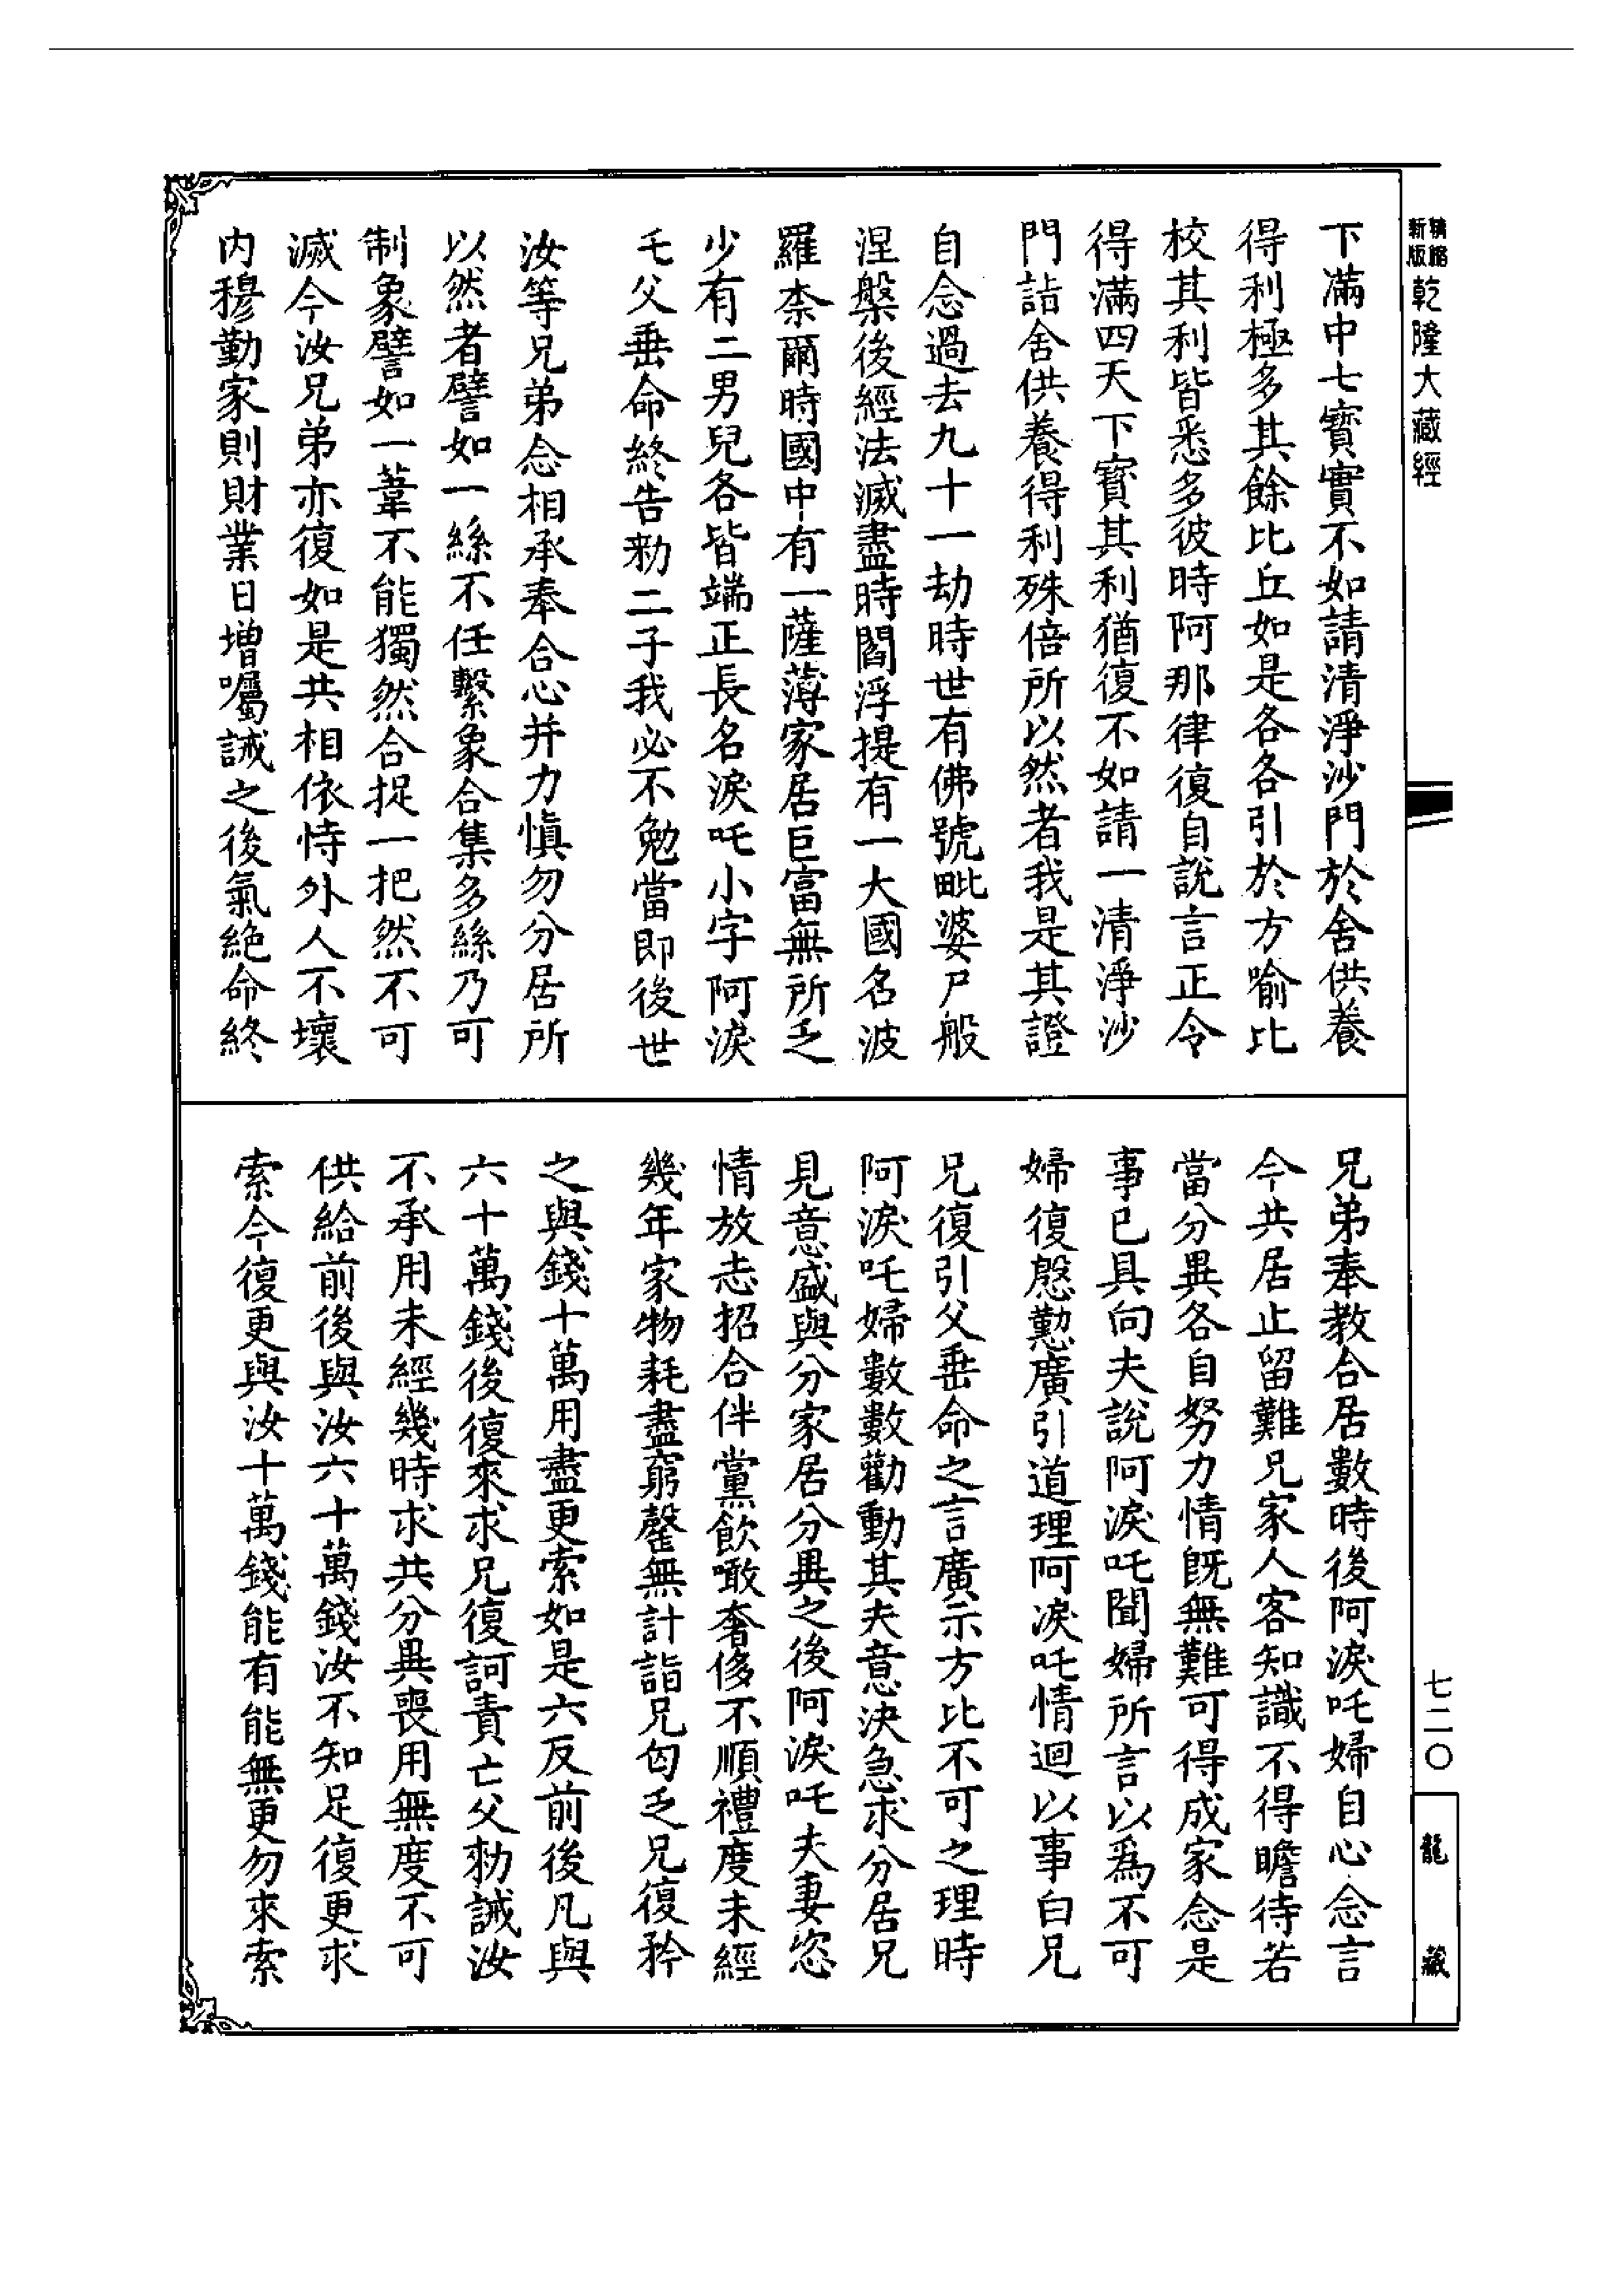 精縮新版乾隆大藏經
下滿中七寶實不如請清淨沙門於舍供養
得利極多其餘比丘如是各各引於方喻比
校其利皆悉多彼時阿那律復自說言正令
得滿四天下寶其利猶復不如請一清淨沙
門詣舍供養得利殊倍所以然者我是其證
自念過去九十一劫時世有佛號毗婆尸般
涅槃後經法滅盡時閻浮提有一大國名波
羅柰爾時國中有一薩薄家居巨富無所乏
少有二男兒各皆端正長名淚吒小字阿淚
吒父垂命終告勑二子我必不勉當即後世
汝等兄弟念相承奉合心并力慎勿分居所
以然者譬如一絲不任繫象合集多絲乃可
制象譬如一葦不能獨然合捉一把然不可
滅今汝兄弟亦復如是共相依恃外人不壞
內穆勤家則財業日增囑誡之後氣絕命終
兄弟奉教合居數時後阿淚吒婦自心念言
今共居止留難兄家人客知識不得瞻待若
當分異各自努力情既無難可得成家念是
事已具向夫說阿淚吒聞婦所言以爲不可
婦復慇懃廣引道理阿淚吒情迴以事白兄
兄復引父垂命之言廣示方比不可之理時
阿淚吒婦數數勸動其夫意決急求分居兄
見意盛與分家居分異之後阿淚吒夫妻恣
情放志招合伴黨飲噉奢侈不順禮度未經
幾年家物耗盡窮罄無計詣兄匃乏兄復矜
之與錢十萬用盡更索如是六反前後凡與
六十萬錢後復來求兄復訶責亡父勑誡汝
不承用未經幾時求共分異喪用無度不可
供給前後與汝六十萬錢汝不知足復更求
索今復更與汝十萬錢能有能無更勿來索
七二〇
龍藏